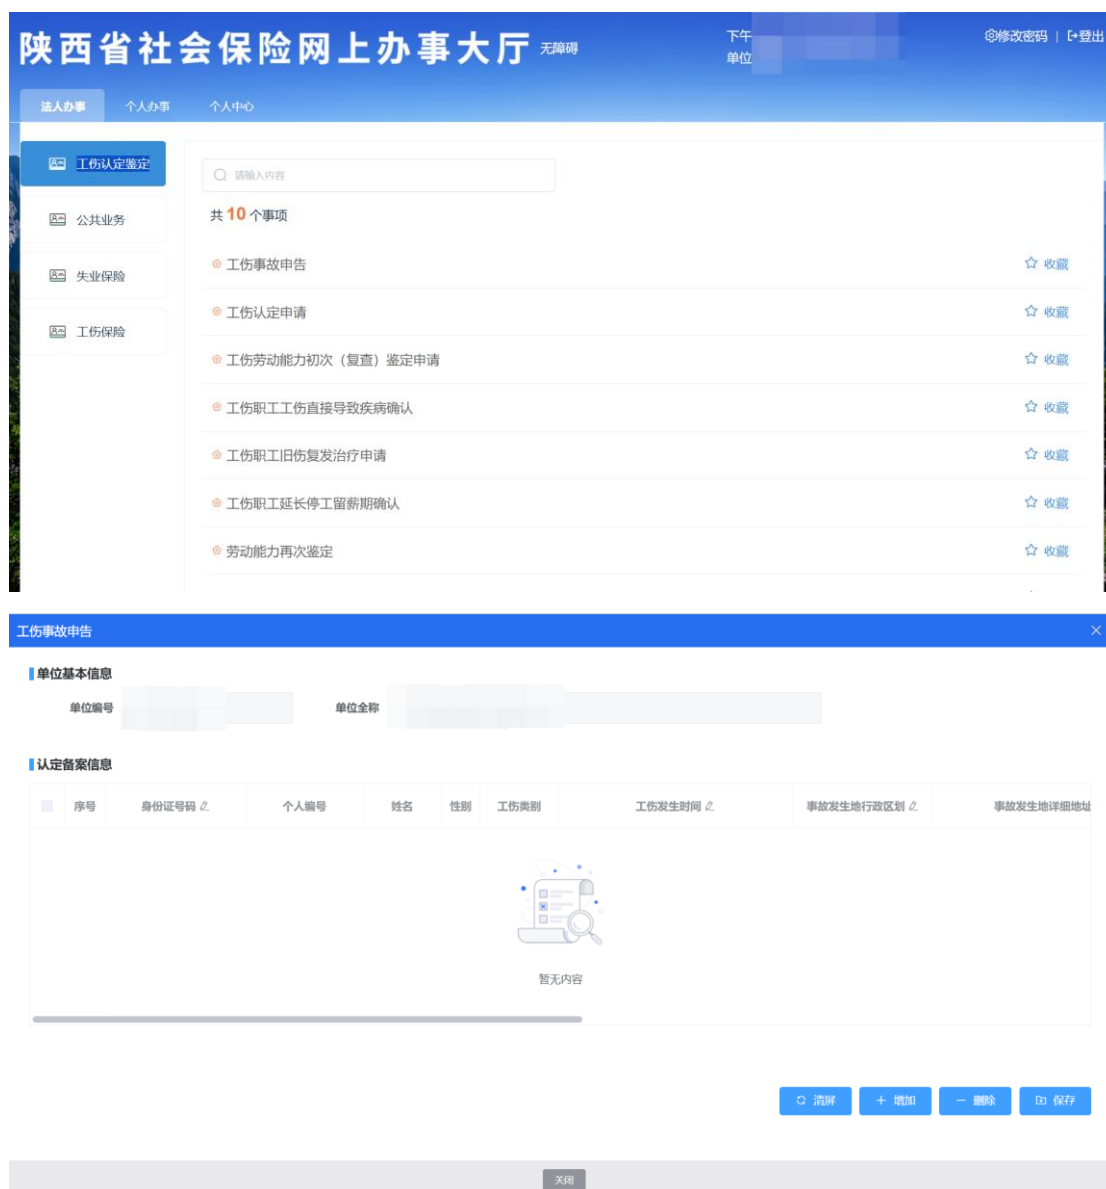 陕西省社会保险网上办事大厅 无障碍 下午 修改密码 | 登出
单位
法人办事 个人办事 个人中心
工伤认定鉴定
请输入内容
公共业务 共 10 个事项
工伤事故申告 收藏
失业保险
工伤认定申请 收藏
工伤保险
工伤劳动能力初次（复查）鉴定申请 收藏
工伤职工工伤直接导致疾病确认 收藏
工伤职工旧伤复发治疗申请 收藏
工伤职工延长停工留薪期确认 收藏
劳动能力再次鉴定 收藏
工伤事故申告
单位基本信息
单位编号 单位全称
认定备案信息
序号 身份证号码 个人编号 姓名 性别 工伤类别 工伤发生时间 事故发生地行政区划 事故发生地详细地址
暂无内容
清屏 增加 删除 保存
关闭